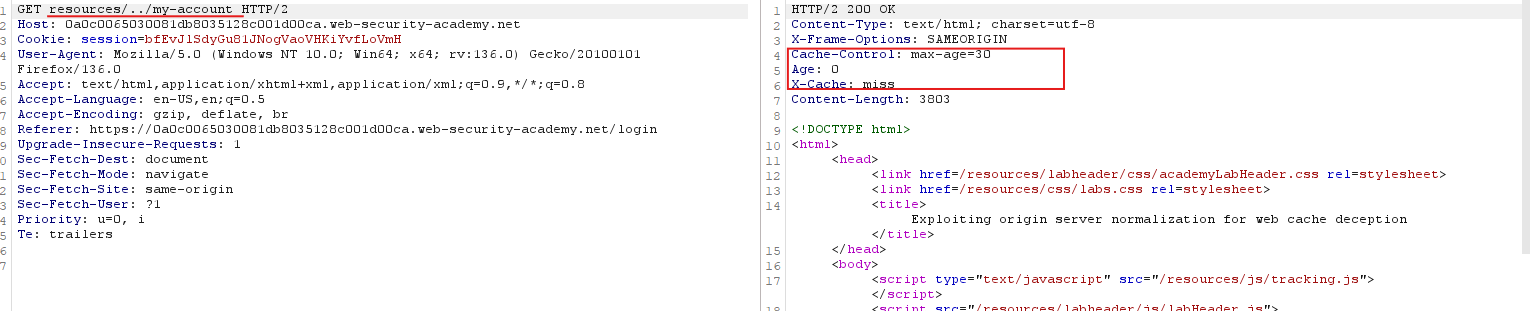 1 GET resources/../my-account HTTP/2
2 Host: 0a0c0065030081db8035128c001d00ca.web-security-academy.net
3 Cookie: session=bfEvJlSdyGu81JNogVaoVHKiYvfLoVmH
4 User-Agent: Mozilla/5.0 (Windows NT 10.0; Win64; x64; rv:136.0) Gecko/20100101
Firefox/136.0
5 Accept: text/html,application/xhtml+xml,application/xml;q=0.9,*/*;q=0.8
6 Accept-Language: en-US,en;q=0.5
7 Accept-Encoding: gzip, deflate, br
8 Referer: https://0a0c0065030081db8035128c001d00ca.web-security-academy.net/login
9 Upgrade-Insecure-Requests: 1
0 Sec-Fetch-Dest: document
1 Sec-Fetch-Mode: navigate
2 Sec-Fetch-Site: same-origin
3 Sec-Fetch-User: ?1
4 Priority: u=0, i
5 Te: trailers
6
7
1 HTTP/2 200 OK
2 Content-Type: text/html; charset=utf-8
3 X-Frame-Options: SAMEORIGIN
4 Cache-Control: max-age=30
5 Age: 0
6 X-Cache: miss
7 Content-Length: 3803
8
9 <!DOCTYPE html>
10 <html>
11 <head>
12 <link href=/resources/labheader/css/academyLabHeader.css rel=stylesheet>
13 <link href=/resources/css/labs.css rel=stylesheet>
14 <title>
Exploiting origin server normalization for web cache deception
</title>
15 </head>
16 <body>
17 <script type="text/javascript" src="/resources/js/tracking.js">
</script>
18 <script src="/resources/labheader/js/labHeader.js">